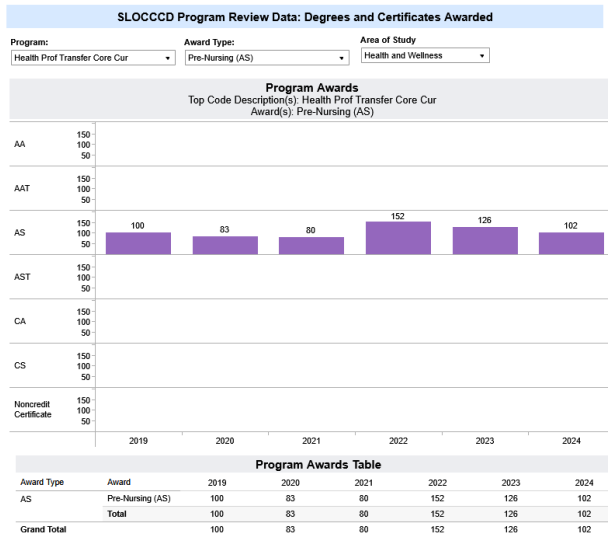 SLOCCCD Program Review Data: Degrees and Certificates Awarded
Program: Award Type: Area of Study
Health Prof Transfer Core Cur Pre-Nursing (AS) Health and Wellness
Program Awards
Top Code Description(s): Health Prof Transfer Core Cur
Award(s): Pre-Nursing (AS)
AA 150 100 50
AAT 150 100 50
AS 150 100 50
100 83 80 152 126 102
AST 150 100 50
CA 150 100 50
CS 150 100 50
Noncredit Certificate 150 100 50
2019 2020 2021 2022 2023 2024
Program Awards Table
Award Type Award 2019 2020 2021 2022 2023 2024
AS Pre-Nursing (AS) 100 83 80 152 126 102
Total 100 83 80 152 126 102
Grand Total 100 83 80 152 126 102